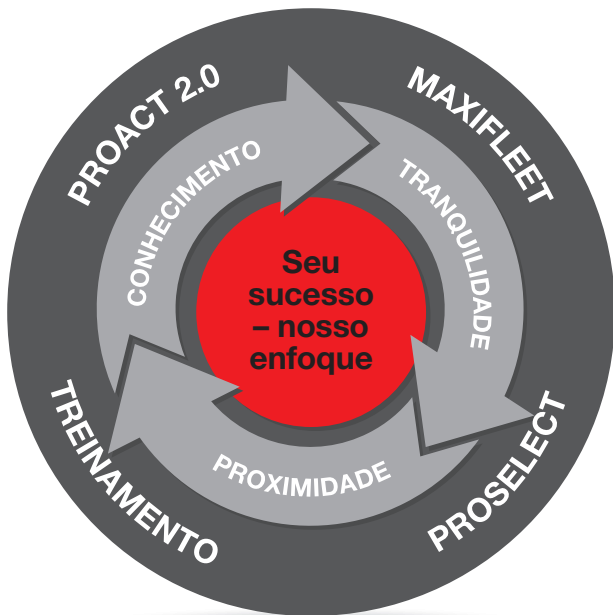 PROACT 2.0
MAXIFLEET
CONHECIMENTO
TRANQUILIDADE
Seu
sucesso
– nosso
enfoque
PROXIMIDADE
TREINAMENTO
PROSELECT